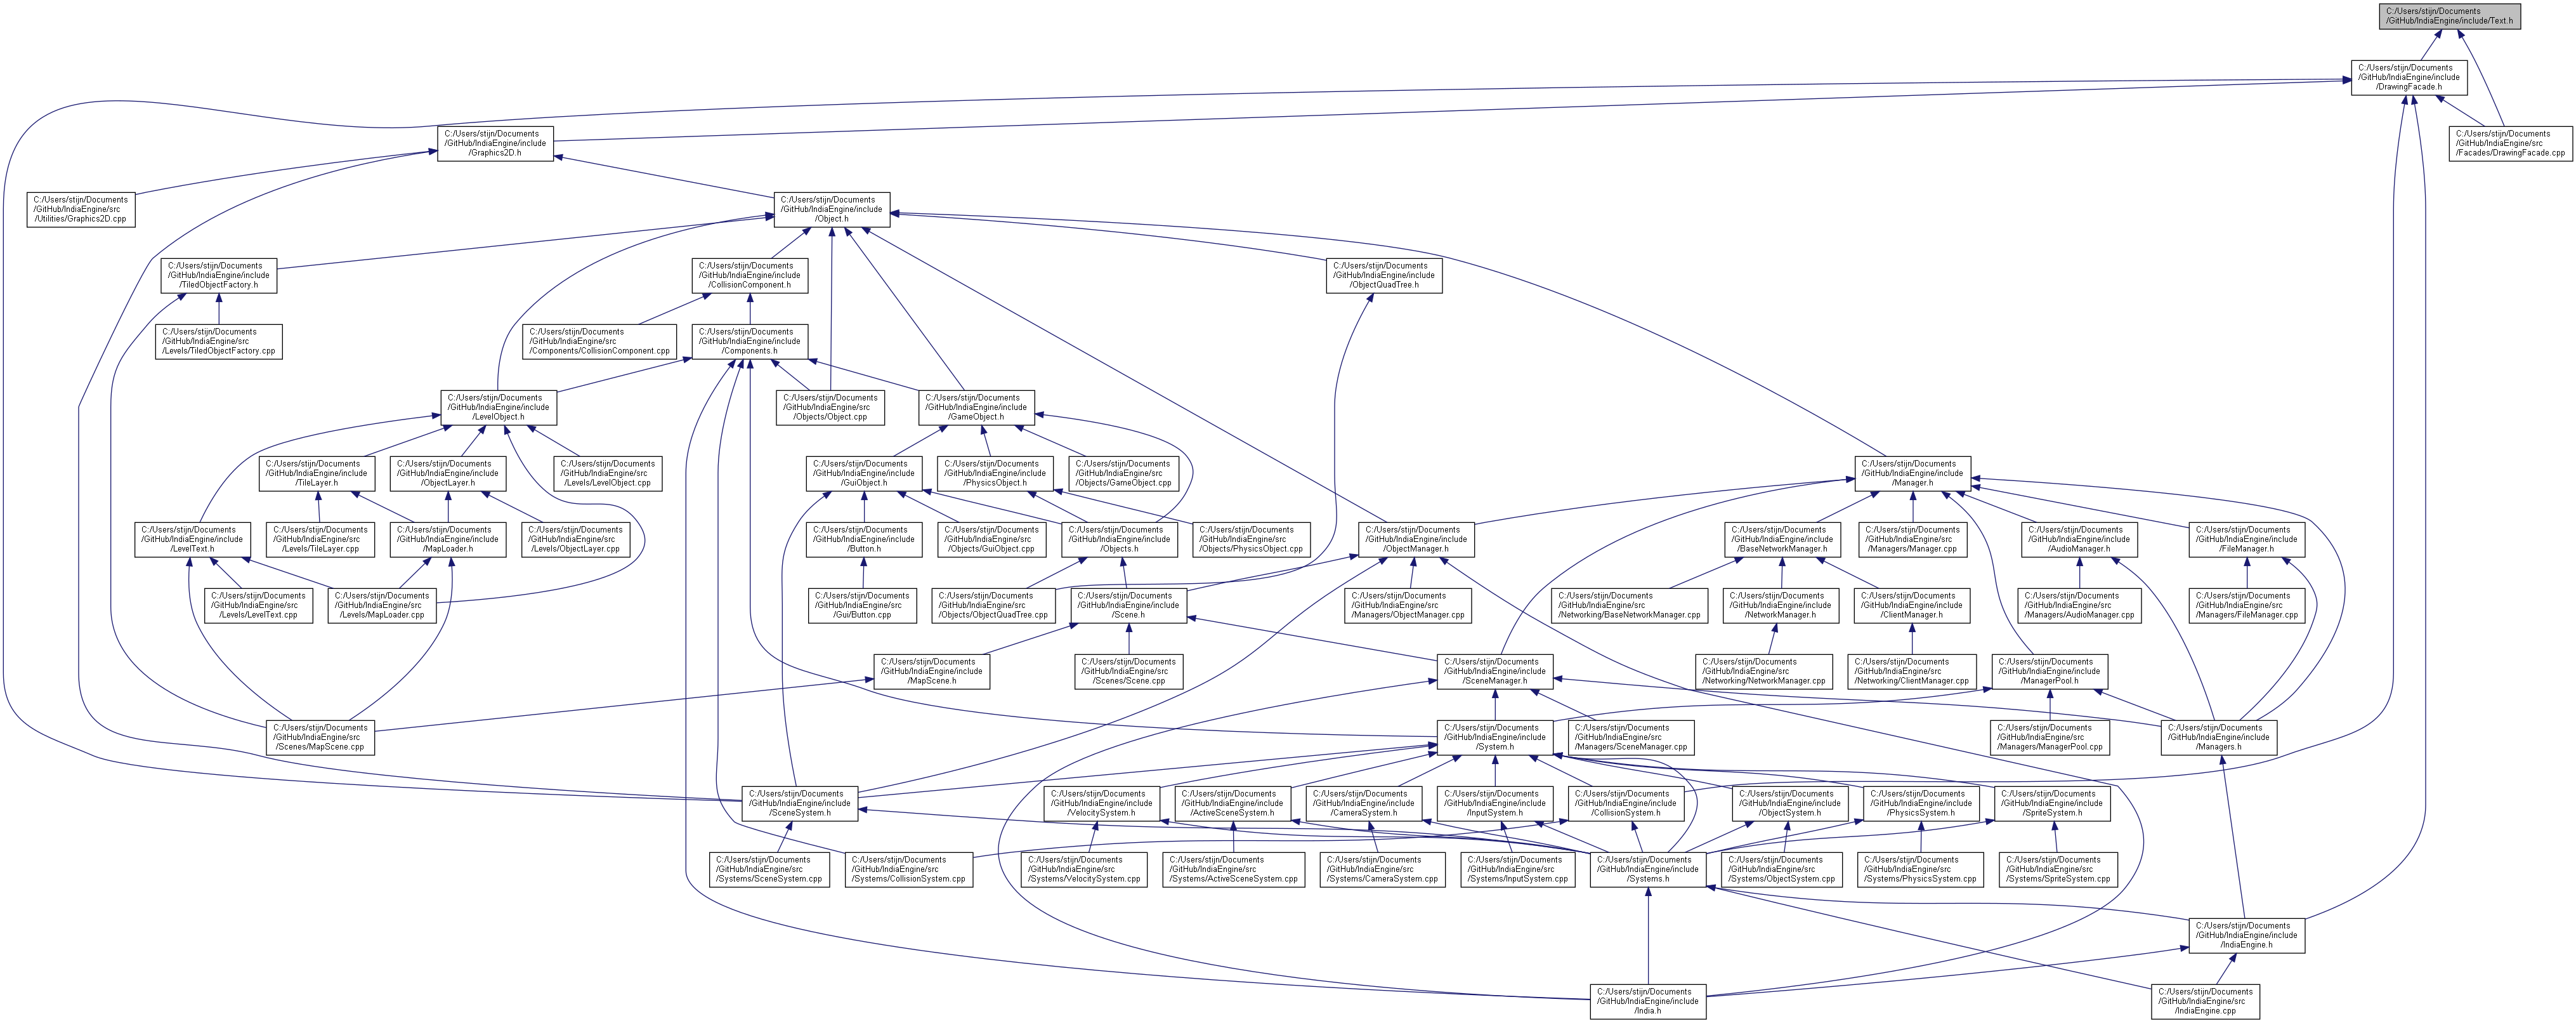 C:/Users/stijn/Documents
/GitHub/IndiaEngine/include/Text.h
C:/Users/stijn/Documents
/GitHub/IndiaEngine/include
/DrawingFacade.h
C:/Users/stijn/Documents
/GitHub/IndiaEngine/include
/Graphics2D.h
C:/Users/stijn/Documents
/GitHub/IndiaEngine/src
/Facades/DrawingFacade.cpp
C:/Users/stijn/Documents
/GitHub/IndiaEngine/src
/Utilities/Graphics2D.cpp
C:/Users/stijn/Documents
/GitHub/IndiaEngine/include
/Object.h
C:/Users/stijn/Documents
/GitHub/IndiaEngine/include
/TiledObjectFactory.h
C:/Users/stijn/Documents
/GitHub/IndiaEngine/include
/CollisionComponent.h
C:/Users/stijn/Documents
/GitHub/IndiaEngine/include
/ObjectQuadTree.h
C:/Users/stijn/Documents
/GitHub/IndiaEngine/src
/Levels/TiledObjectFactory.cpp
C:/Users/stijn/Documents
/GitHub/IndiaEngine/src
/Components/CollisionComponent.cpp
C:/Users/stijn/Documents
/GitHub/IndiaEngine/include
/Components.h
C:/Users/stijn/Documents
/GitHub/IndiaEngine/include
/LevelObject.h
C:/Users/stijn/Documents
/GitHub/IndiaEngine/src
/Objects/Object.cpp
C:/Users/stijn/Documents
/GitHub/IndiaEngine/include
/GameObject.h
C:/Users/stijn/Documents
/GitHub/IndiaEngine/include
/TileLayer.h
C:/Users/stijn/Documents
/GitHub/IndiaEngine/include
/ObjectLayer.h
C:/Users/stijn/Documents
/GitHub/IndiaEngine/src
/Levels/LevelObject.cpp
C:/Users/stijn/Documents
/GitHub/IndiaEngine/include
/GuiObject.h
C:/Users/stijn/Documents
/GitHub/IndiaEngine/include
/PhysicsObject.h
C:/Users/stijn/Documents
/GitHub/IndiaEngine/src
/Objects/GameObject.cpp
C:/Users/stijn/Documents
/GitHub/IndiaEngine/include
/Manager.h
C:/Users/stijn/Documents
/GitHub/IndiaEngine/include
/LevelText.h
C:/Users/stijn/Documents
/GitHub/IndiaEngine/src
/Levels/TileLayer.cpp
C:/Users/stijn/Documents
/GitHub/IndiaEngine/include
/MapLoader.h
C:/Users/stijn/Documents
/GitHub/IndiaEngine/src
/Levels/ObjectLayer.cpp
C:/Users/stijn/Documents
/GitHub/IndiaEngine/include
/Button.h
C:/Users/stijn/Documents
/GitHub/IndiaEngine/src
/Objects/GuiObject.cpp
C:/Users/stijn/Documents
/GitHub/IndiaEngine/include
/Objects.h
C:/Users/stijn/Documents
/GitHub/IndiaEngine/src
/Objects/PhysicsObject.cpp
C:/Users/stijn/Documents
/GitHub/IndiaEngine/include
/ObjectManager.h
C:/Users/stijn/Documents
/GitHub/IndiaEngine/include
/BaseNetworkManager.h
C:/Users/stijn/Documents
/GitHub/IndiaEngine/src
/Managers/Manager.cpp
C:/Users/stijn/Documents
/GitHub/IndiaEngine/include
/AudioManager.h
C:/Users/stijn/Documents
/GitHub/IndiaEngine/include
/FileManager.h
C:/Users/stijn/Documents
/GitHub/IndiaEngine/src
/Levels/LevelText.cpp
C:/Users/stijn/Documents
/GitHub/IndiaEngine/src
/Levels/MapLoader.cpp
C:/Users/stijn/Documents
/GitHub/IndiaEngine/src
/Gui/Button.cpp
C:/Users/stijn/Documents
/GitHub/IndiaEngine/src
/Objects/ObjectQuadTree.cpp
C:/Users/stijn/Documents
/GitHub/IndiaEngine/include
/Scene.h
C:/Users/stijn/Documents
/GitHub/IndiaEngine/src
/Managers/ObjectManager.cpp
C:/Users/stijn/Documents
/GitHub/IndiaEngine/src
/Networking/BaseNetworkManager.cpp
C:/Users/stijn/Documents
/GitHub/IndiaEngine/include
/NetworkManager.h
C:/Users/stijn/Documents
/GitHub/IndiaEngine/include
/ClientManager.h
C:/Users/stijn/Documents
/GitHub/IndiaEngine/src
/Managers/AudioManager.cpp
C:/Users/stijn/Documents
/GitHub/IndiaEngine/src
/Managers/FileManager.cpp
C:/Users/stijn/Documents
/GitHub/IndiaEngine/include
/MapScene.h
C:/Users/stijn/Documents
/GitHub/IndiaEngine/src
/Scenes/Scene.cpp
C:/Users/stijn/Documents
/GitHub/IndiaEngine/include
/SceneManager.h
C:/Users/stijn/Documents
/GitHub/IndiaEngine/src
/Networking/NetworkManager.cpp
C:/Users/stijn/Documents
/GitHub/IndiaEngine/src
/Networking/ClientManager.cpp
C:/Users/stijn/Documents
/GitHub/IndiaEngine/include
/ManagerPool.h
C:/Users/stijn/Documents
/GitHub/IndiaEngine/src
/Scenes/MapScene.cpp
C:/Users/stijn/Documents
/GitHub/IndiaEngine/include
/System.h
C:/Users/stijn/Documents
/GitHub/IndiaEngine/src
/Managers/SceneManager.cpp
C:/Users/stijn/Documents
/GitHub/IndiaEngine/src
/Managers/ManagerPool.cpp
C:/Users/stijn/Documents
/GitHub/IndiaEngine/include
/Managers.h
C:/Users/stijn/Documents
/GitHub/IndiaEngine/include
/SceneSystem.h
C:/Users/stijn/Documents
/GitHub/IndiaEngine/include
/VelocitySystem.h
C:/Users/stijn/Documents
/GitHub/IndiaEngine/include
/ActiveSceneSystem.h
C:/Users/stijn/Documents
/GitHub/IndiaEngine/include
/CameraSystem.h
C:/Users/stijn/Documents
/GitHub/IndiaEngine/include
/InputSystem.h
C:/Users/stijn/Documents
/GitHub/IndiaEngine/include
/CollisionSystem.h
C:/Users/stijn/Documents
/GitHub/IndiaEngine/include
/ObjectSystem.h
C:/Users/stijn/Documents
/GitHub/IndiaEngine/include
/PhysicsSystem.h
C:/Users/stijn/Documents
/GitHub/IndiaEngine/include
/SpriteSystem.h
C:/Users/stijn/Documents
/GitHub/IndiaEngine/src
/Systems/SceneSystem.cpp
C:/Users/stijn/Documents
/GitHub/IndiaEngine/src
/Systems/CollisionSystem.cpp
C:/Users/stijn/Documents
/GitHub/IndiaEngine/src
/Systems/VelocitySystem.cpp
C:/Users/stijn/Documents
/GitHub/IndiaEngine/src
/Systems/ActiveSceneSystem.cpp
C:/Users/stijn/Documents
/GitHub/IndiaEngine/src
/Systems/CameraSystem.cpp
C:/Users/stijn/Documents
/GitHub/IndiaEngine/src
/Systems/InputSystem.cpp
C:/Users/stijn/Documents
/GitHub/IndiaEngine/include
/Systems.h
C:/Users/stijn/Documents
/GitHub/IndiaEngine/src
/Systems/ObjectSystem.cpp
C:/Users/stijn/Documents
/GitHub/IndiaEngine/src
/Systems/PhysicsSystem.cpp
C:/Users/stijn/Documents
/GitHub/IndiaEngine/src
/Systems/SpriteSystem.cpp
C:/Users/stijn/Documents
/GitHub/IndiaEngine/include
/IndiaEngine.h
C:/Users/stijn/Documents
/GitHub/IndiaEngine/include
/India.h
C:/Users/stijn/Documents
/GitHub/IndiaEngine/src
/IndiaEngine.cpp